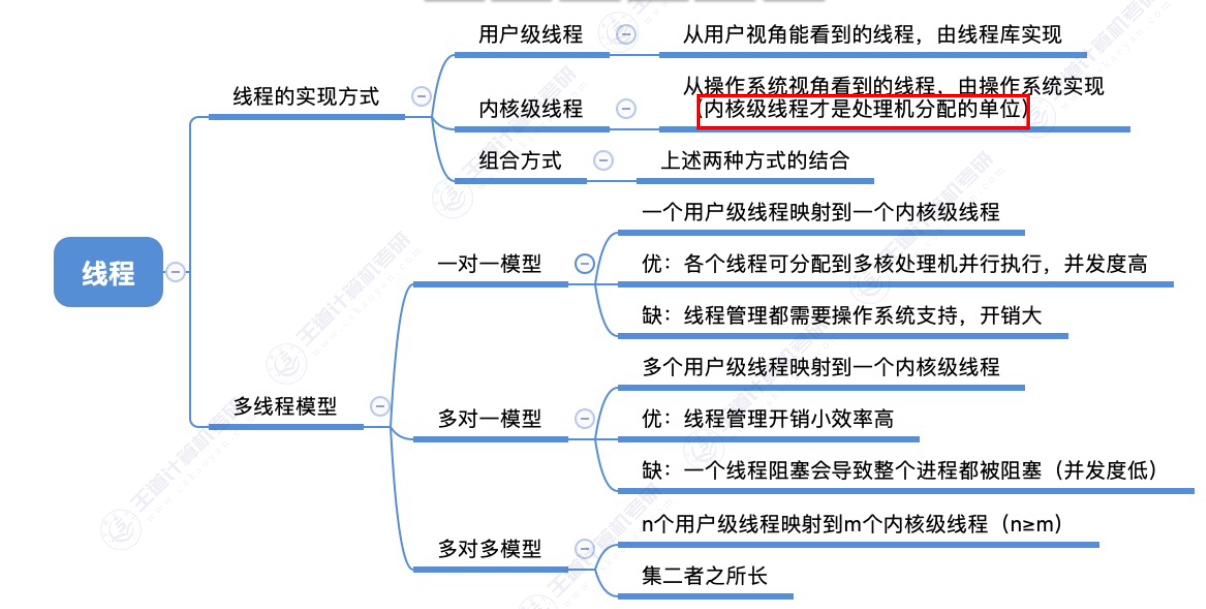 线程
线程的实现方式
用户级线程
从用户视角能看到的线程，由线程库实现
内核级线程
从操作系统视角看到的线程，由操作系统实现
（内核级线程才是处理机分配的单位）
组合方式
上述两种方式的结合
多线程模型
一对一模型
一个用户级线程映射到一个内核级线程
优：各个线程可分配到多核处理机并行执行，并发度高
缺：线程管理都需要操作系统支持，开销大
多对一模型
多个用户级线程映射到一个内核级线程
优：线程管理开销小效率高
缺：一个线程阻塞会导致整个进程都被阻塞（并发度低）
多对多模型
n个用户级线程映射到m个内核级线程（n≥m）
集二者之所长
王道计算机考研
www.cskaoyan.com